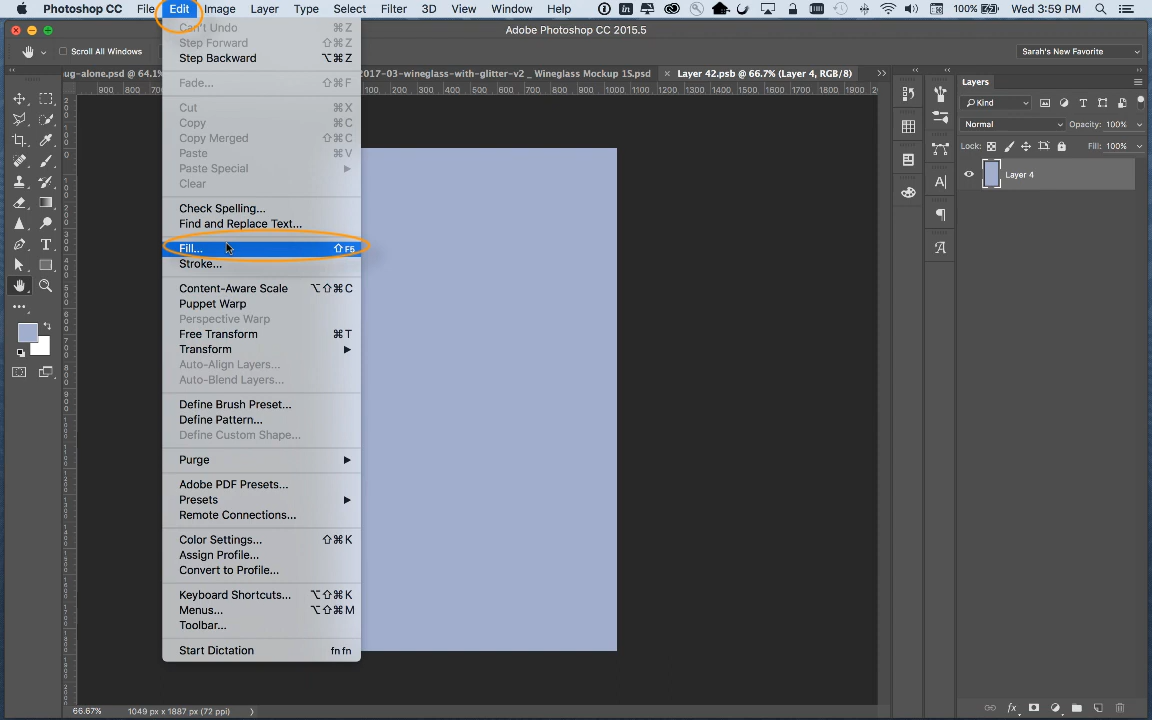 Photoshop CC File Edit Image Layer Type Select Filter 3D View Window Help 100% Wed 3:59 PM
Adobe Photoshop CC 2015.5
Scroll All Windows
Sarah's New Favorite
ug-alone.psd @ 64.1% 2017-03-wineglass-with-glitter-v2 _ Wineglass Mockup 15.psd × Layer 42.psb @ 66.7% (Layer 4, RGB/8)
900 800 200 300 400 500 600 700 800 900 1000 1100 1200 1300 1400 1500 1600 1700 1800 1900
Can't Undo ⌘Z
Step Forward ⇧⌘Z
Step Backward ⌥⌘Z
Fade... ⇧⌘F
Cut ⌘X
Copy ⌘C
Copy Merged ⇧⌘C
Paste ⌘V
Paste Special
Clear
Check Spelling...
Find and Replace Text...
Fill... ⇧F5
Stroke...
Content-Aware Scale ⌥⇧⌘C
Puppet Warp
Perspective Warp
Free Transform ⌘T
Transform
Auto-Align Layers...
Auto-Blend Layers...
Define Brush Preset...
Define Pattern...
Define Custom Shape...
Purge
Adobe PDF Presets...
Presets
Remote Connections...
Color Settings... ⇧⌘K
Assign Profile...
Convert to Profile...
Keyboard Shortcuts... ⌥⇧⌘K
Menus... ⌥⇧⌘M
Toolbar...
Start Dictation fn fn
Layers
Kind
Normal Opacity: 100%
Lock: Fill: 100%
Layer 4
66.67% 1049 px x 1887 px (72 ppi)
fx